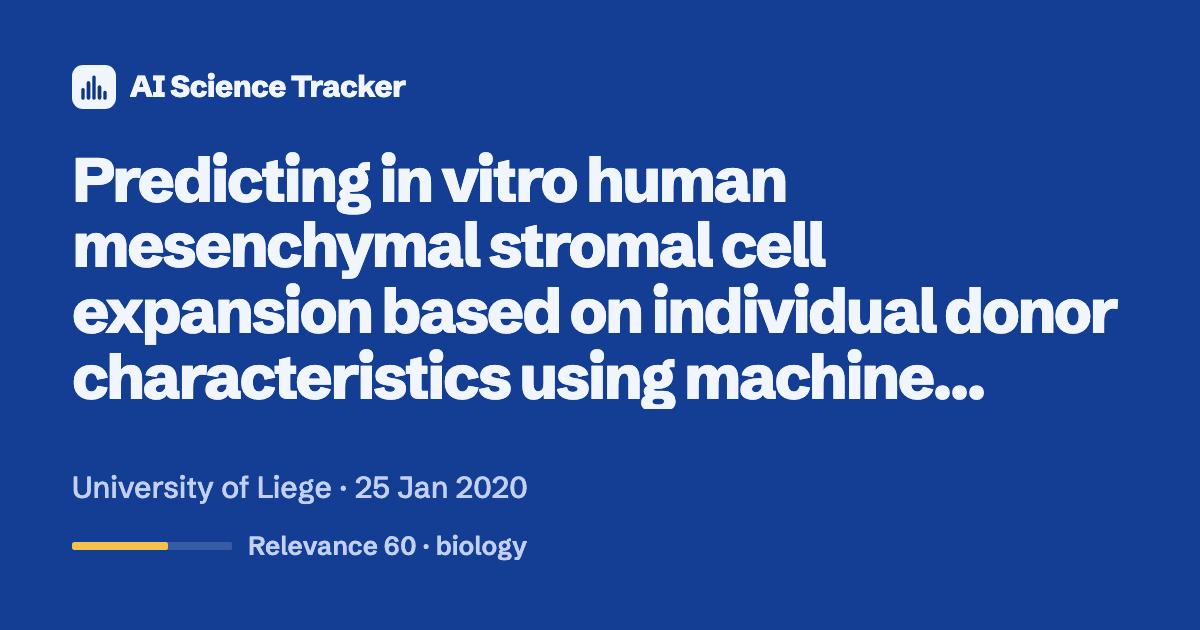 AI Science Tracker
Predicting in vitro human
mesenchymal stromal cell
expansion based on individual donor
characteristics using machine...
University of Liege · 25 Jan 2020
Relevance 60 · biology